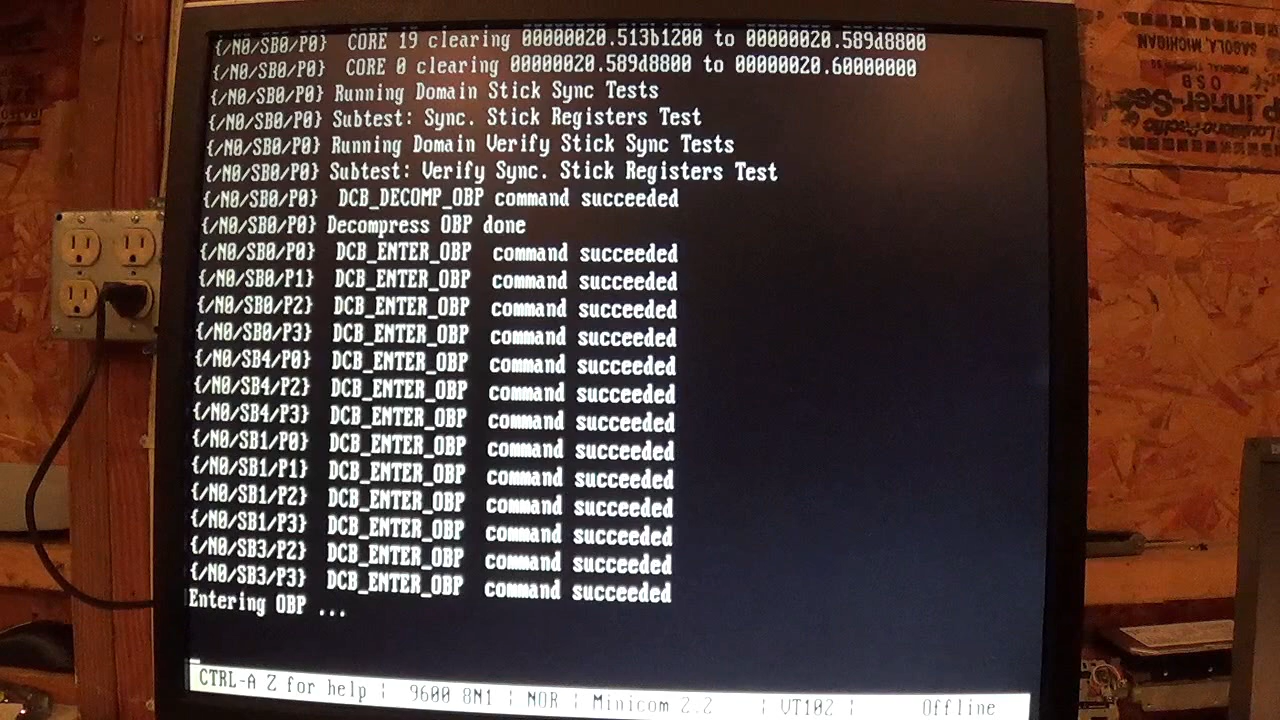 {/N0/SB0/P0} CORE 19 clearing 00000020.513b1200 to 00000020.589d8800
{/N0/SB0/P0} CORE 0 clearing 00000020.589d8800 to 00000020.60000000
{/N0/SB0/P0} Running Domain Stick Sync Tests
{/N0/SB0/P0} Subtest: Sync. Stick Registers Test
{/N0/SB0/P0} Running Domain Verify Stick Sync Tests
{/N0/SB0/P0} Subtest: Verify Sync. Stick Registers Test
{/N0/SB0/P0} DCB_DECOMP_OBP command succeeded
{/N0/SB0/P0} Decompress OBP done
{/N0/SB0/P0} DCB_ENTER_OBP command succeeded
{/N0/SB0/P1} DCB_ENTER_OBP command succeeded
{/N0/SB0/P2} DCB_ENTER_OBP command succeeded
{/N0/SB0/P3} DCB_ENTER_OBP command succeeded
{/N0/SB4/P0} DCB_ENTER_OBP command succeeded
{/N0/SB4/P2} DCB_ENTER_OBP command succeeded
{/N0/SB4/P3} DCB_ENTER_OBP command succeeded
{/N0/SB1/P0} DCB_ENTER_OBP command succeeded
{/N0/SB1/P1} DCB_ENTER_OBP command succeeded
{/N0/SB1/P2} DCB_ENTER_OBP command succeeded
{/N0/SB1/P3} DCB_ENTER_OBP command succeeded
{/N0/SB3/P2} DCB_ENTER_OBP command succeeded
{/N0/SB3/P3} DCB_ENTER_OBP command succeeded
Entering OBP ...
CTRL-A Z for help | 9600 8N1 | NOR | Minicom 2.2 | VT102 | Offline
SAGOLA, MICHIGAN
OSB